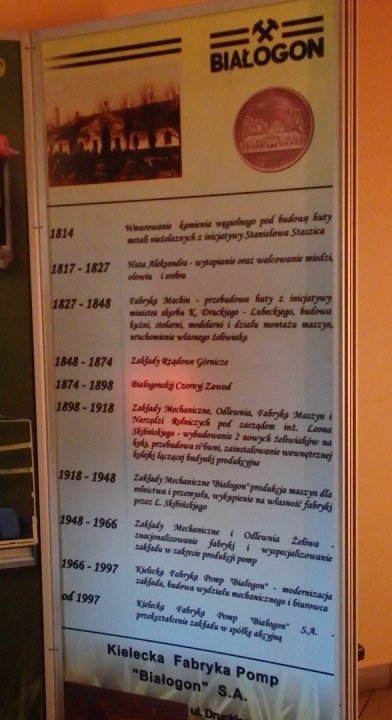 BIAŁOGON
1814
Wmurowanie kamienia węgielnego pod budowę huty
metali nieżelaznych z inicjatywy Stanisława Staszica
1817 - 1827
Huta Aleksandra - wytapianie oraz walcowanie miedzi,
ołowiu i srebra
1827 - 1848
Fabryka Machin - przebudowa huty z inicjatywy
ministra skarbu K. Druckiego - Lubeckiego, budowa
kuźni, stolarni, modelarni i działu montażu maszyn,
uruchomienie własnego żeliwiaka
1848 - 1874
Zakłady Rządowe Górnicze
1874 - 1898
Białogonskij Czornyj Zawod
1898 - 1918
Zakłady Mechaniczne, Odlewnia, Fabryka Maszyn i
Narzędzi Rolniczych pod zarządem inż. Leona
Skibińskiego - wybudowanie 2 nowych żeliwiaków na
koks, przebudowa siłowni, zainstalowanie wewnętrznej
kolejki łączącej budynki produkcyjne
1918 - 1948
Zakłady Mechaniczne "Białogon" produkcja maszyn dla
rolnictwa i przemysłu, wykupienie na własność fabryki
przez L. Skibińskiego
1948 - 1966
Zakłady Mechaniczne i Odlewnia Żeliwa -
znacjonalizowanie fabryki i wyspecjalizowanie
zakładu w zakresie produkcji pomp
1966 - 1997
Kielecka Fabryka Pomp "Białogon" - modernizacja
zakładu, budowa wydziału mechanicznego i biurowca
od 1997
Kielecka Fabryka Pomp "Białogon" S.A. -
przekształcenie zakładu w spółkę akcyjną
Kielecka Fabryka Pomp
"Białogon" S.A.
ul.